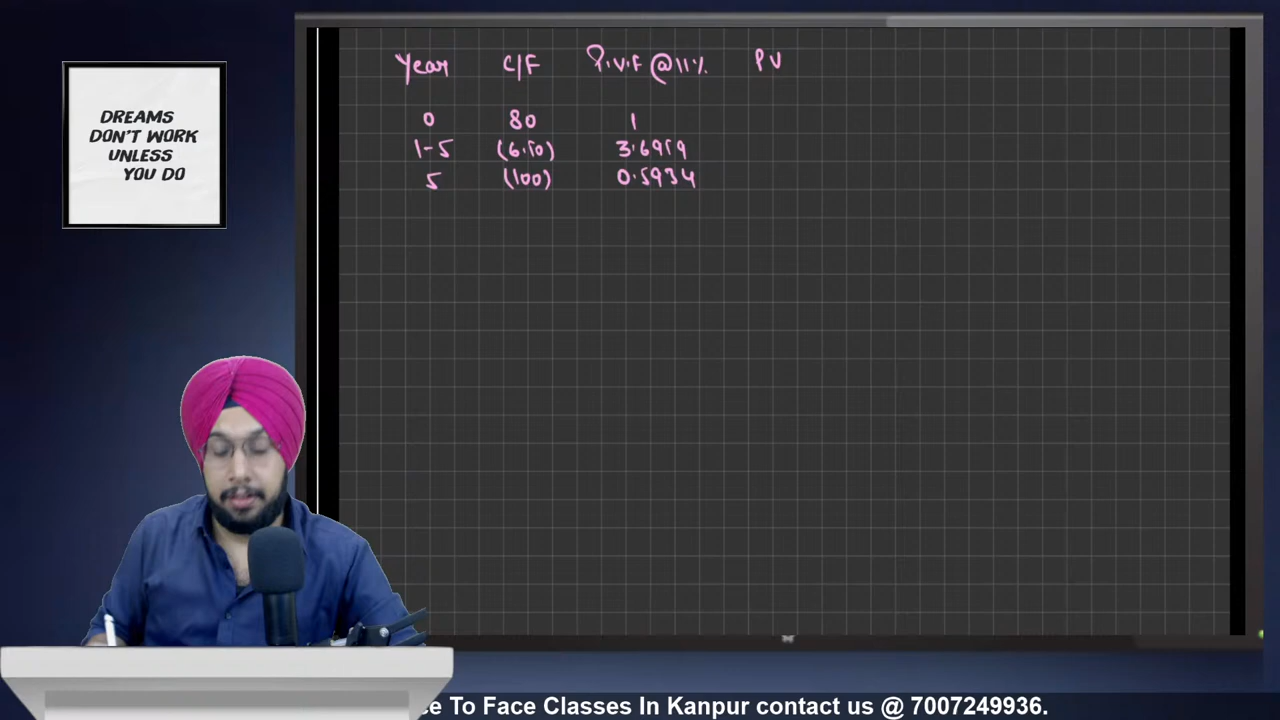 DREAMS
DON'T WORK
UNLESS
YOU DO
Year C/F P.V.F @11% PV
0 80 1
1-5 (6.50) 3.6959
5 (100) 0.5934
ce To Face Classes In Kanpur contact us @ 7007249936.